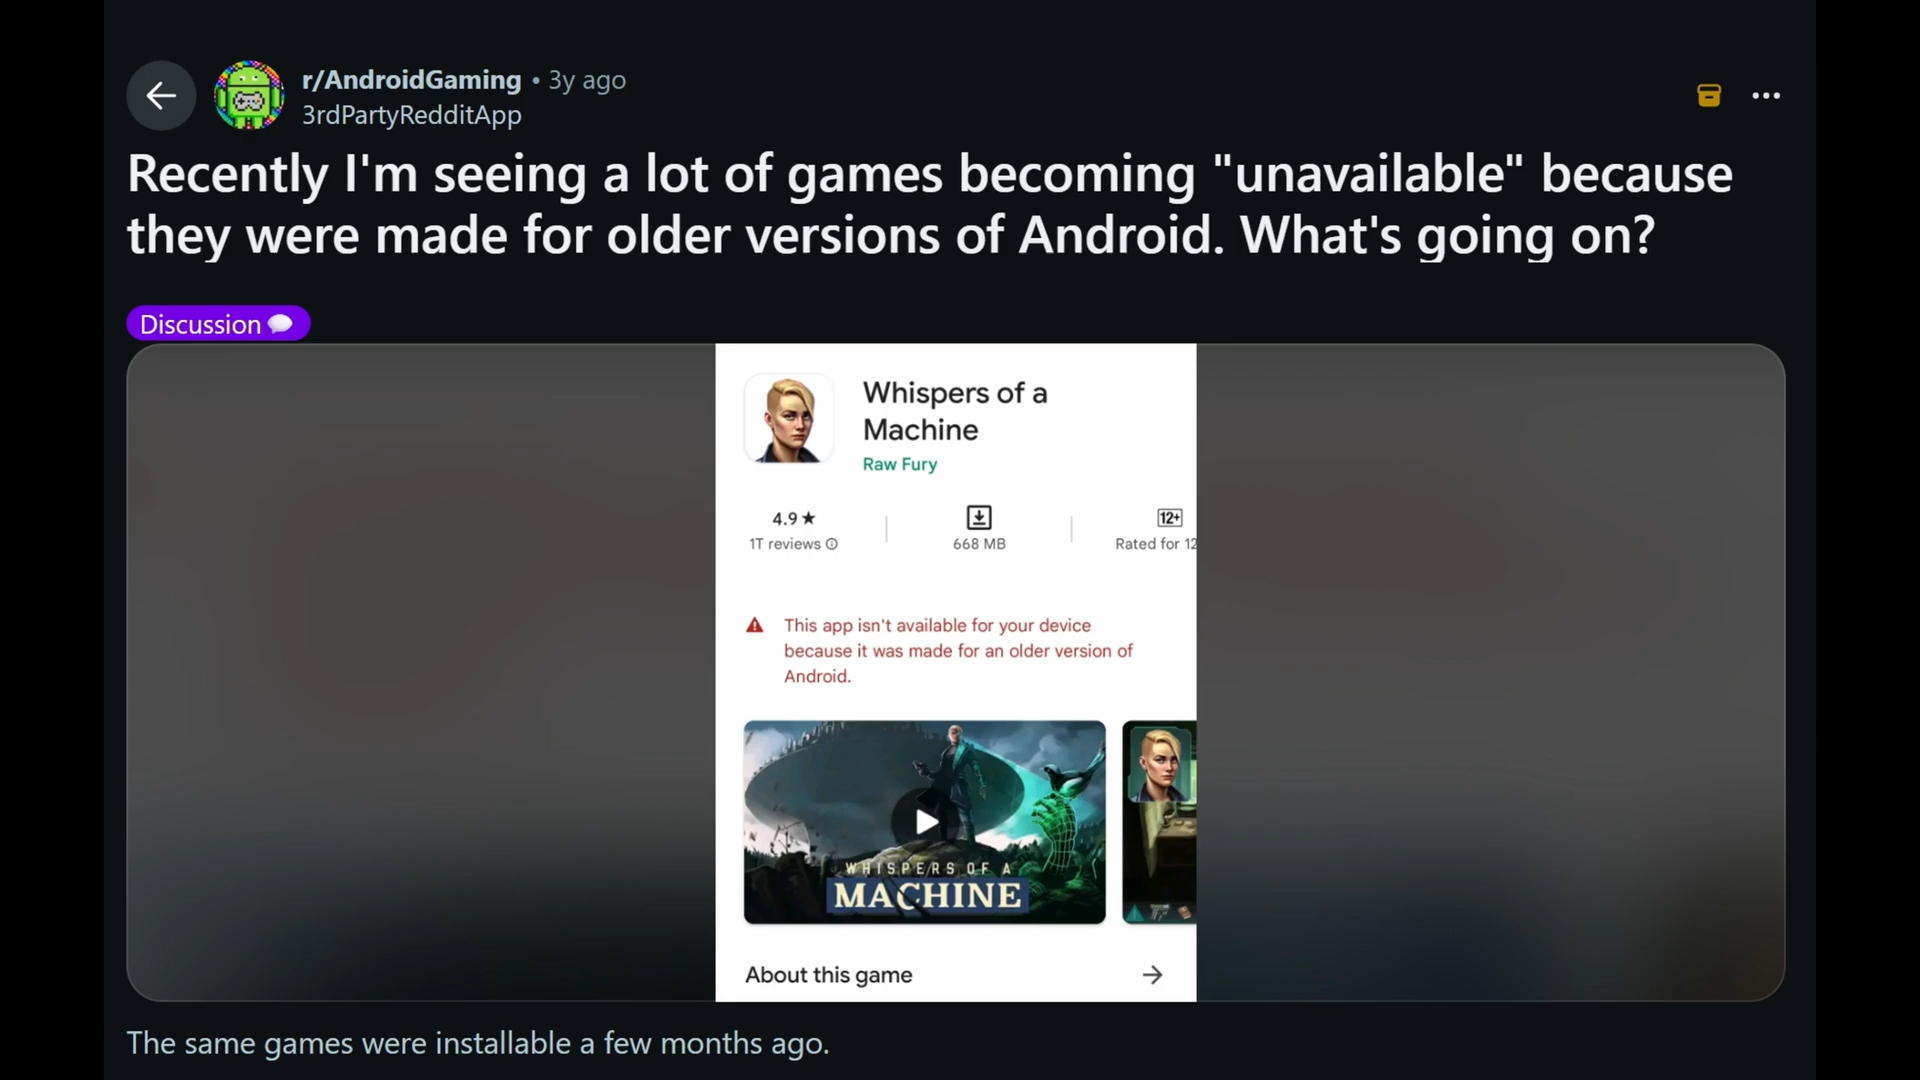 r/AndroidGaming • 3y ago
3rdPartyRedditApp
Recently I'm seeing a lot of games becoming "unavailable" because
they were made for older versions of Android. What's going on?
Discussion
Whispers of a
Machine
Raw Fury
4.9★
1T reviews
668 MB
12+
Rated for 12
This app isn't available for your device
because it was made for an older version of
Android.
WHISPERS OF A
MACHINE
About this game
The same games were installable a few months ago.